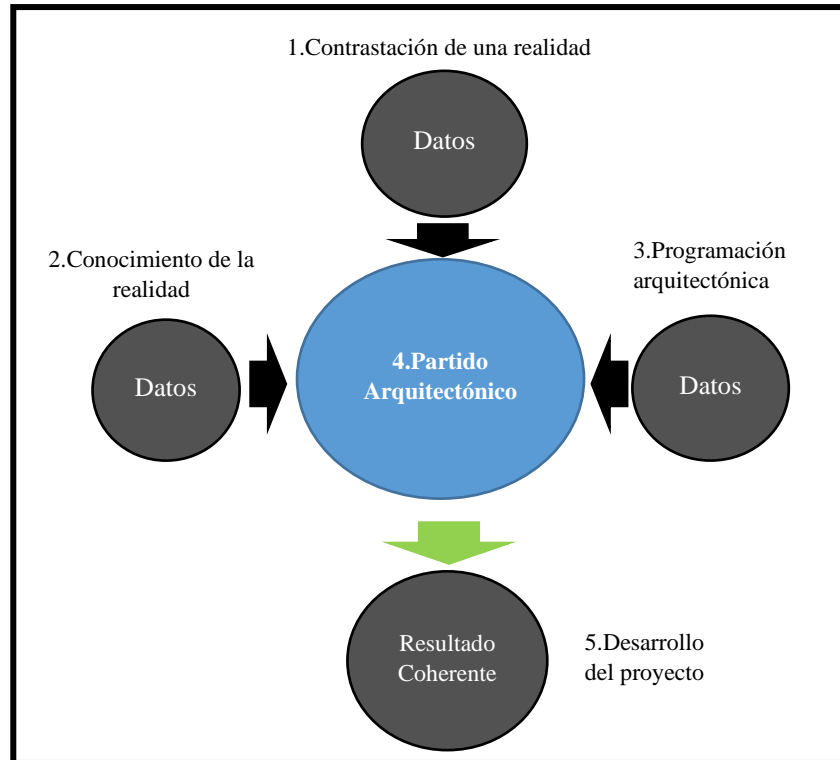 1.Contrastación de una realidad
Datos
2.Conocimiento de la
realidad
Datos
3.Programación
arquitectónica
Datos
4.Partido
Arquitectónico
Resultado
Coherente
5.Desarrollo
del proyecto